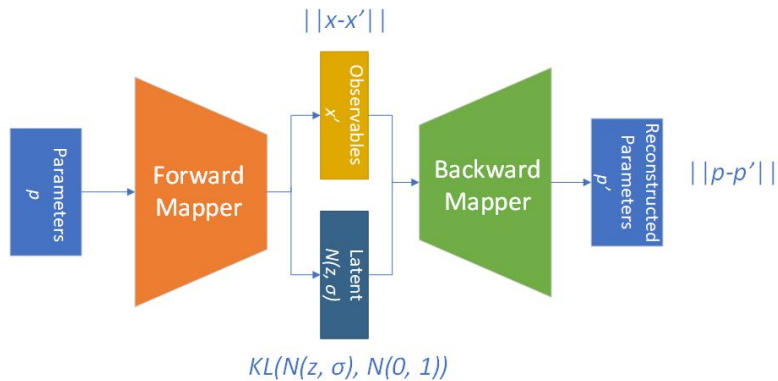 ||x-x'||
Parameters
p
Forward
Mapper
Observables
x'
Latent
N(z, σ)
Backward
Mapper
Reconstructed
Parameters
p'
||p-p'||
KL(N(z, σ), N(0, 1))